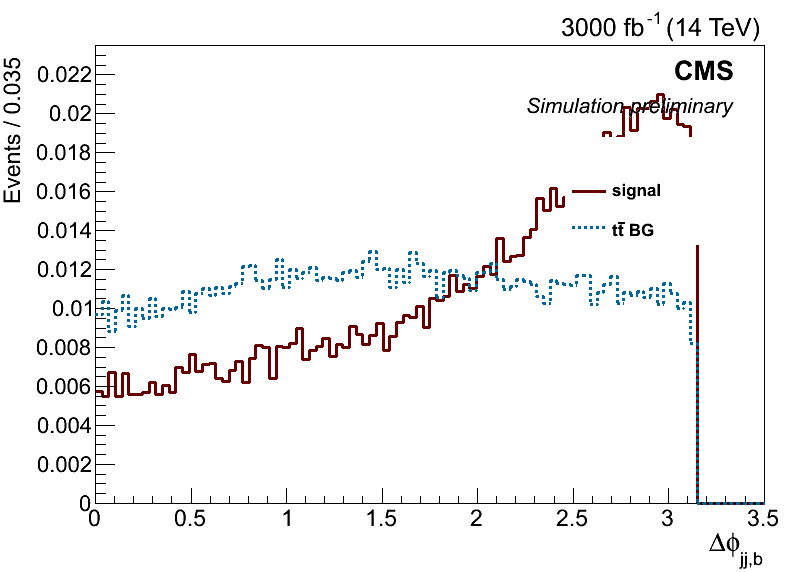 3000 fb⁻¹ (14 TeV)
CMS
Simulation preliminary
Events / 0.035
0.022
0.02
0.018
0.016
0.014
0.012
0.01
0.008
0.006
0.004
0.002
0
signal
tt̄ BG
0 0.5 1 1.5 2 2.5 3 3.5
Δϕjj,b